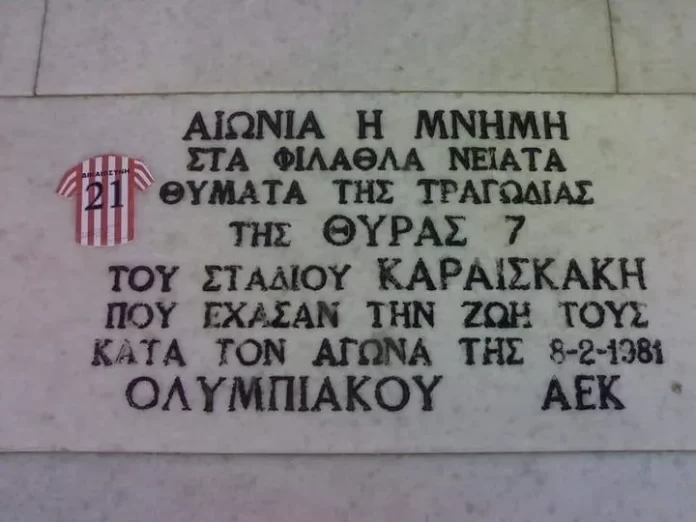 ΑΙΩΝΙΑ Η ΜΝΗΜΗ
ΣΤΑ ΦΙΛΑΘΛΑ ΝΕΙΑΤΑ
ΘΥΜΑΤΑ ΤΗΣ ΤΡΑΓΩΔΙΑΣ
ΤΗΣ ΘΥΡΑΣ 7
ΤΟΥ ΣΤΑΔΙΟΥ ΚΑΡΑΙΣΚΑΚΗ
ΠΟΥ ΕΧΑΣΑΝ ΤΗΝ ΖΩΗ ΤΟΥΣ
ΚΑΤΑ ΤΟΝ ΑΓΩΝΑ ΤΗΣ 8-2-1981
ΟΛΥΜΠΙΑΚΟΥ ΑΕΚ
ΔΙΚΑΙΟΣΥΝΗ
21